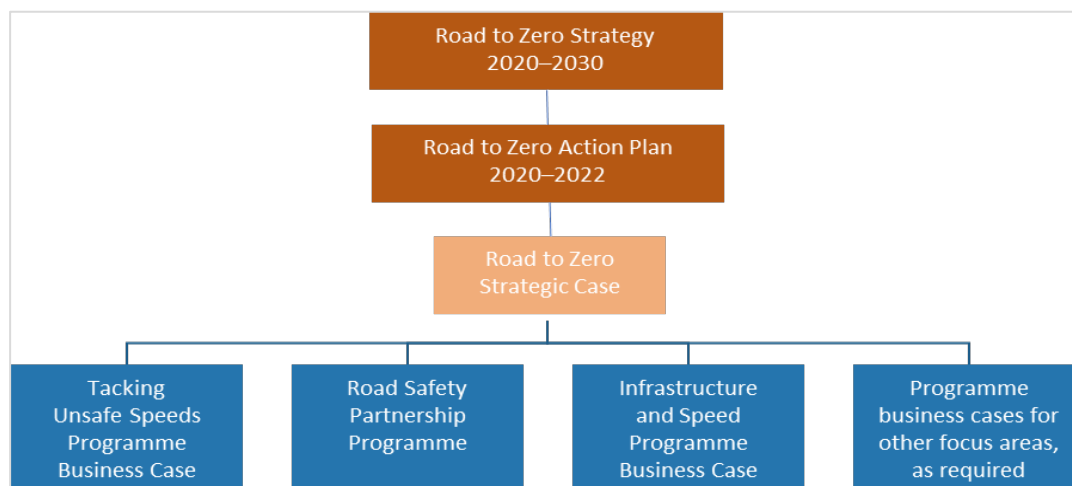 Road to Zero Strategy
2020–2030
Road to Zero Action Plan
2020–2022
Road to Zero
Strategic Case
Tacking
Unsafe Speeds
Programme
Business Case
Road Safety
Partnership
Programme
Infrastructure
and Speed
Programme
Business Case
Programme
business cases for
other focus areas,
as required